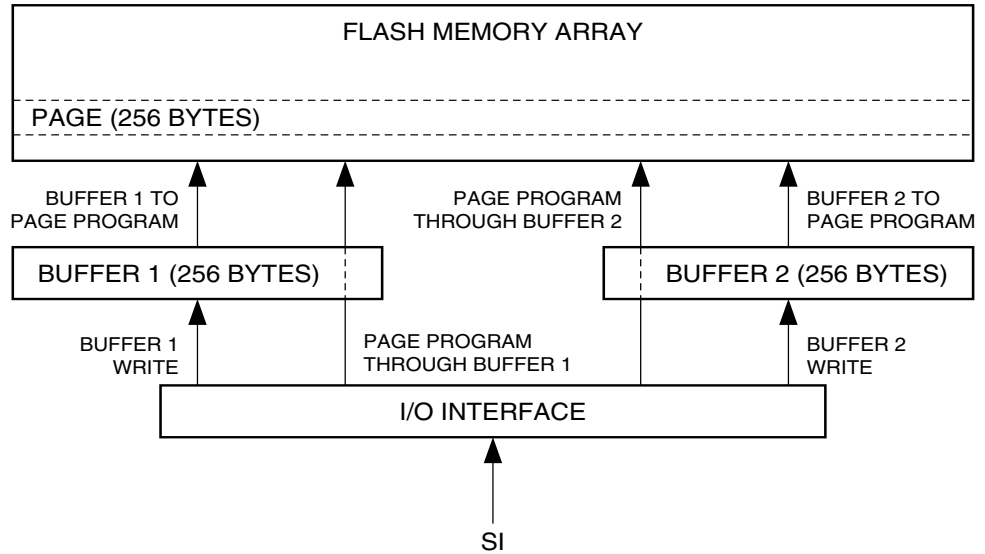 FLASH MEMORY ARRAY
PAGE (256 BYTES)
BUFFER 1 TO
PAGE PROGRAM
PAGE PROGRAM
THROUGH BUFFER 2
BUFFER 2 TO
PAGE PROGRAM
BUFFER 1 (256 BYTES)
BUFFER 2 (256 BYTES)
BUFFER 1
WRITE
PAGE PROGRAM
THROUGH BUFFER 1
BUFFER 2
WRITE
I/O INTERFACE
SI